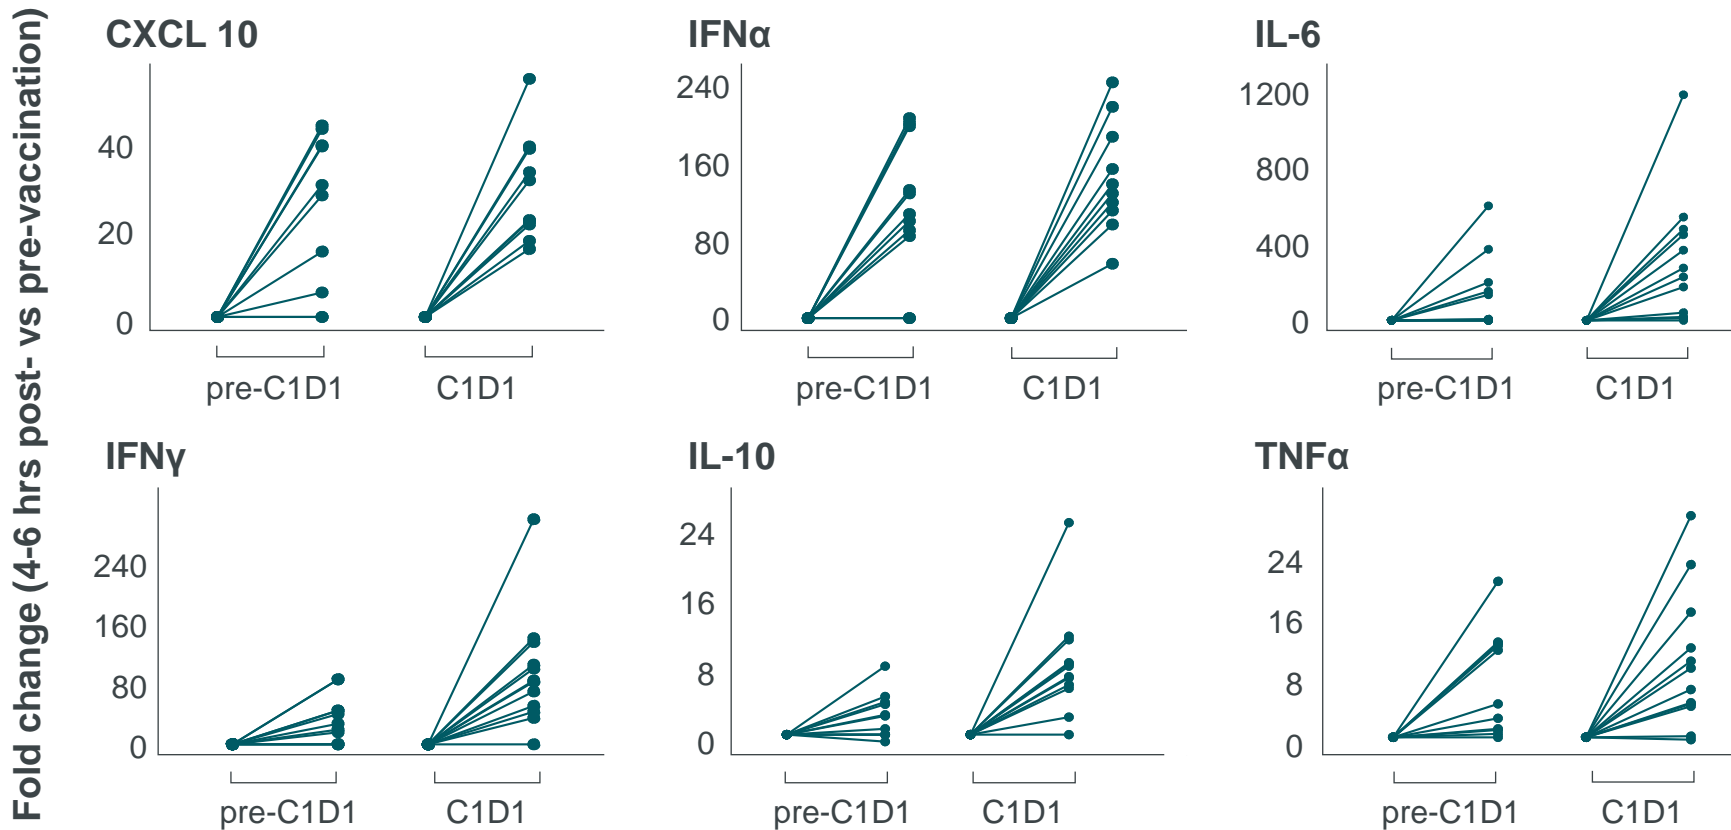 Fold change (4-6 hrs post- vs pre-vaccination)
CXCL 10
40
20
0
pre-C1D1 C1D1
IFNα
240
160
80
0
pre-C1D1 C1D1
IL-6
1200
800
400
0
pre-C1D1 C1D1
IFNγ
240
160
80
0
pre-C1D1 C1D1
IL-10
24
16
8
0
pre-C1D1 C1D1
TNFα
24
16
8
0
pre-C1D1 C1D1